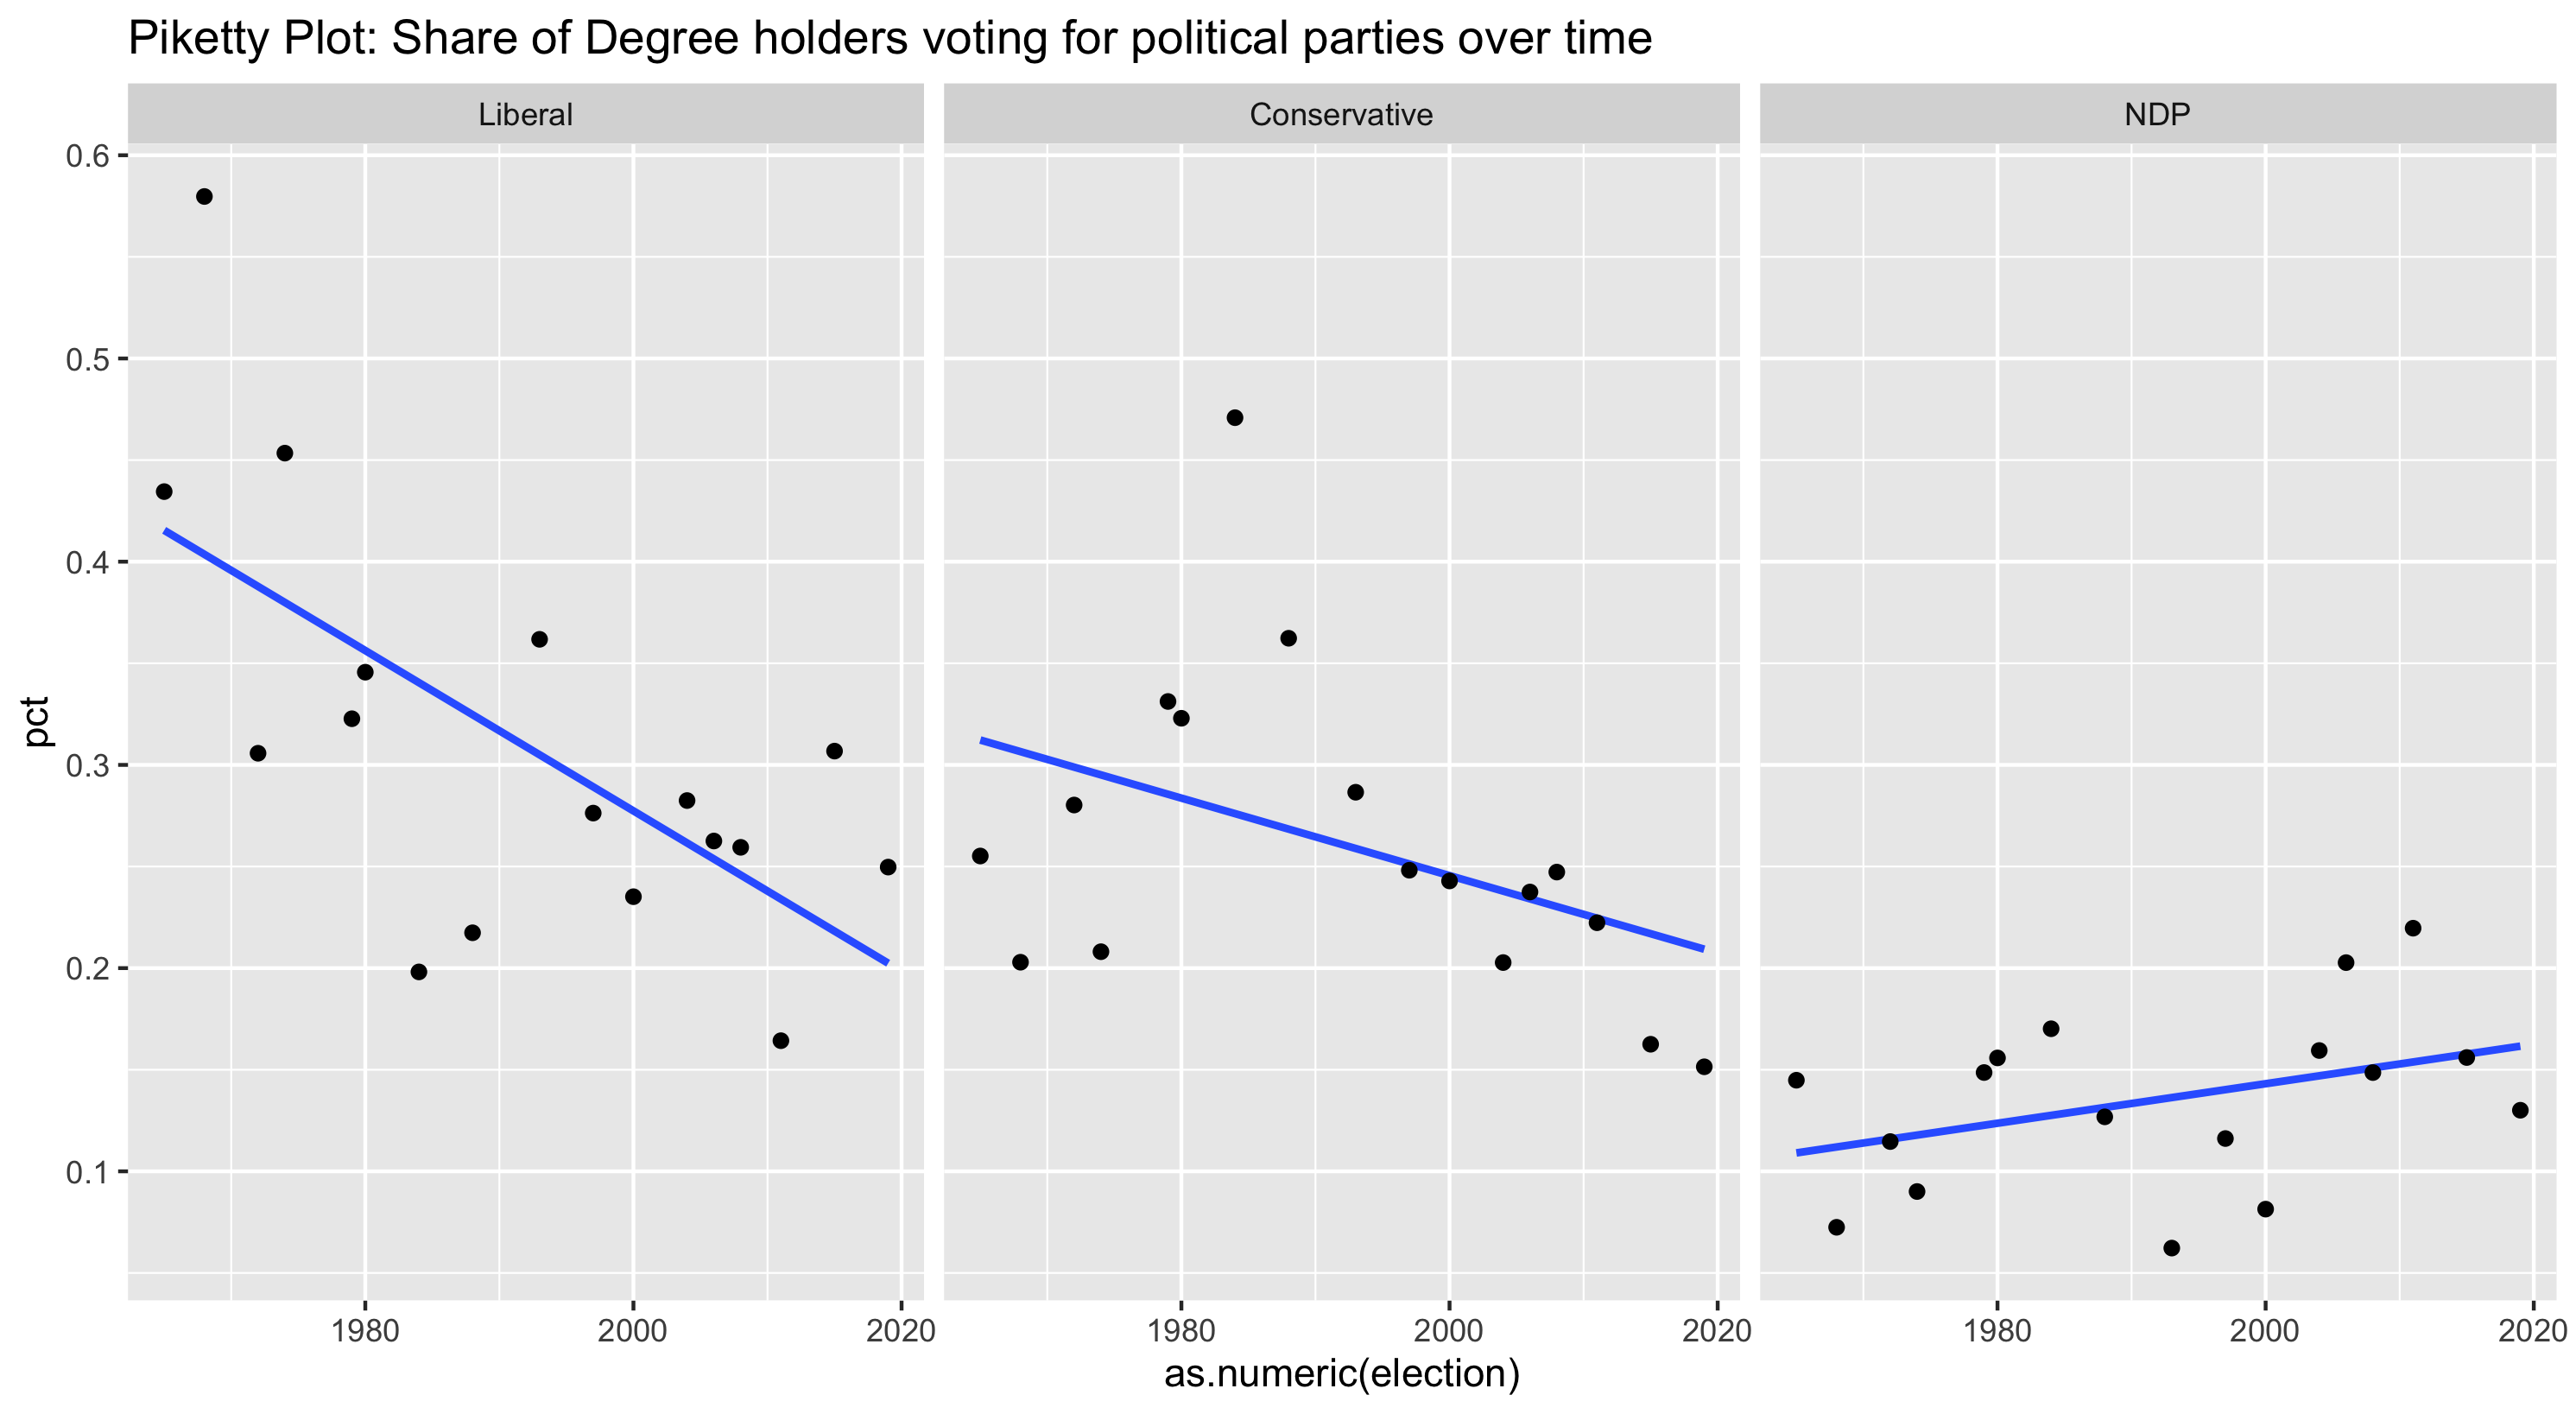 Piketty Plot: Share of Degree holders voting for political parties over time
Liberal
Conservative
NDP
0.6
0.5
0.4
0.3
0.2
0.1
pct
1980
2000
2020
1980
2000
2020
1980
2000
2020
as.numeric(election)